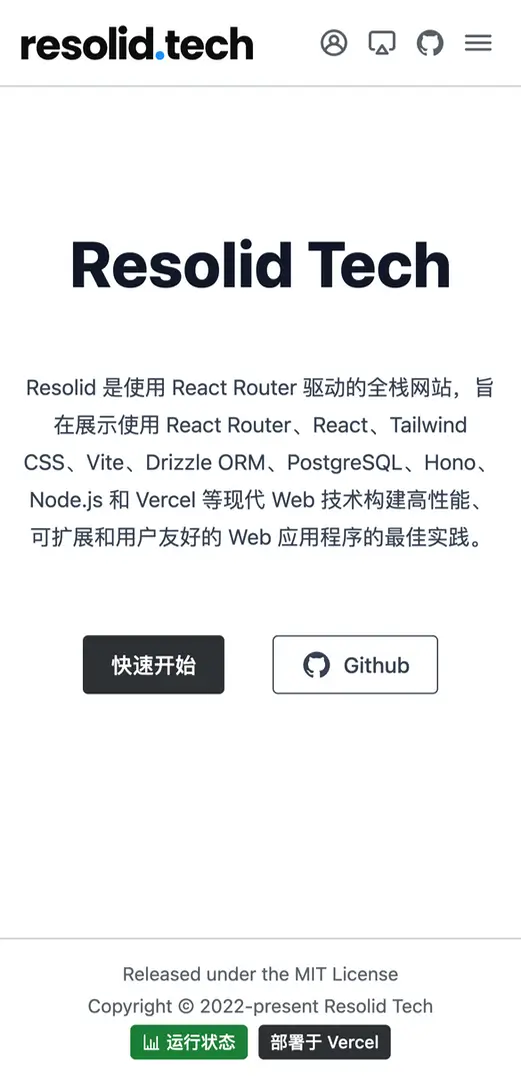 resolid.tech
Resolid Tech
Resolid 是使用 React Router 驱动的全栈网站，旨
在展示使用 React Router、React、Tailwind
CSS、Vite、Drizzle ORM、PostgreSQL、Hono、
Node.js 和 Vercel 等现代 Web 技术构建高性能、
可扩展和用户友好的 Web 应用程序的最佳实践。
快速开始
Github
Released under the MIT License
Copyright © 2022-present Resolid Tech
运行状态 部署于 Vercel